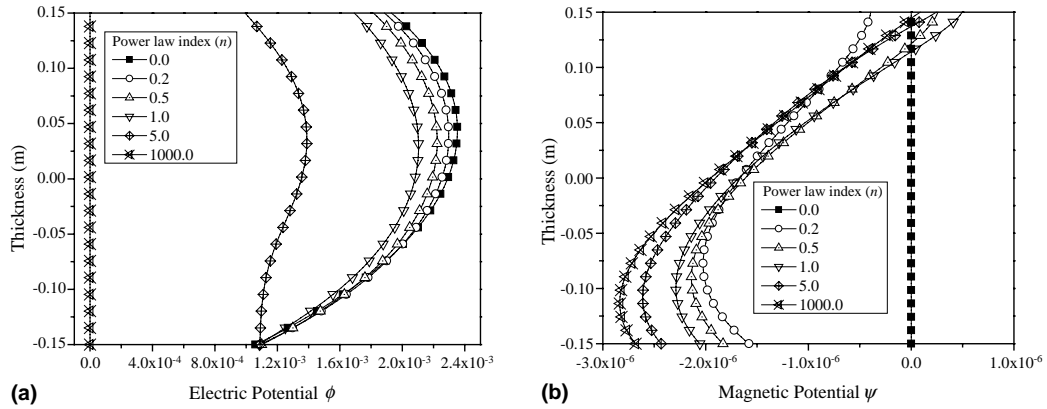 0.15
0.10
0.05
0.00
-0.05
-0.10
-0.15
Thickness (m)
Power law index (n)
0.0
0.2
0.5
1.0
5.0
1000.0
0.0
4.0x10⁻⁴
8.0x10⁻⁴
1.2x10⁻³
1.6x10⁻³
2.0x10⁻³
2.4x10⁻³
(a)
Electric Potential ϕ
0.15
0.10
0.05
0.00
-0.05
-0.10
-0.15
Thickness (m)
Power law index (n)
0.0
0.2
0.5
1.0
5.0
1000.0
-3.0x10⁻⁶
-2.0x10⁻⁶
-1.0x10⁻⁶
0.0
1.0x10⁻⁶
(b)
Magnetic Potential ψ